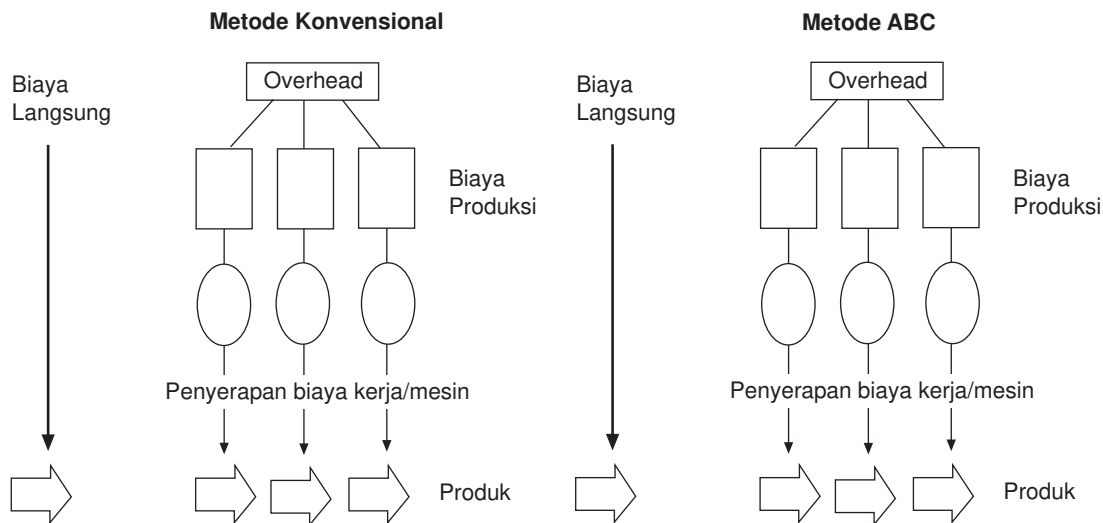 Metode Konvensional
Biaya
Langsung
Overhead
Biaya
Produksi
Penyerapan biaya kerja/mesin
Produk
Metode ABC
Biaya
Langsung
Overhead
Biaya
Produksi
Penyerapan biaya kerja/mesin
Produk